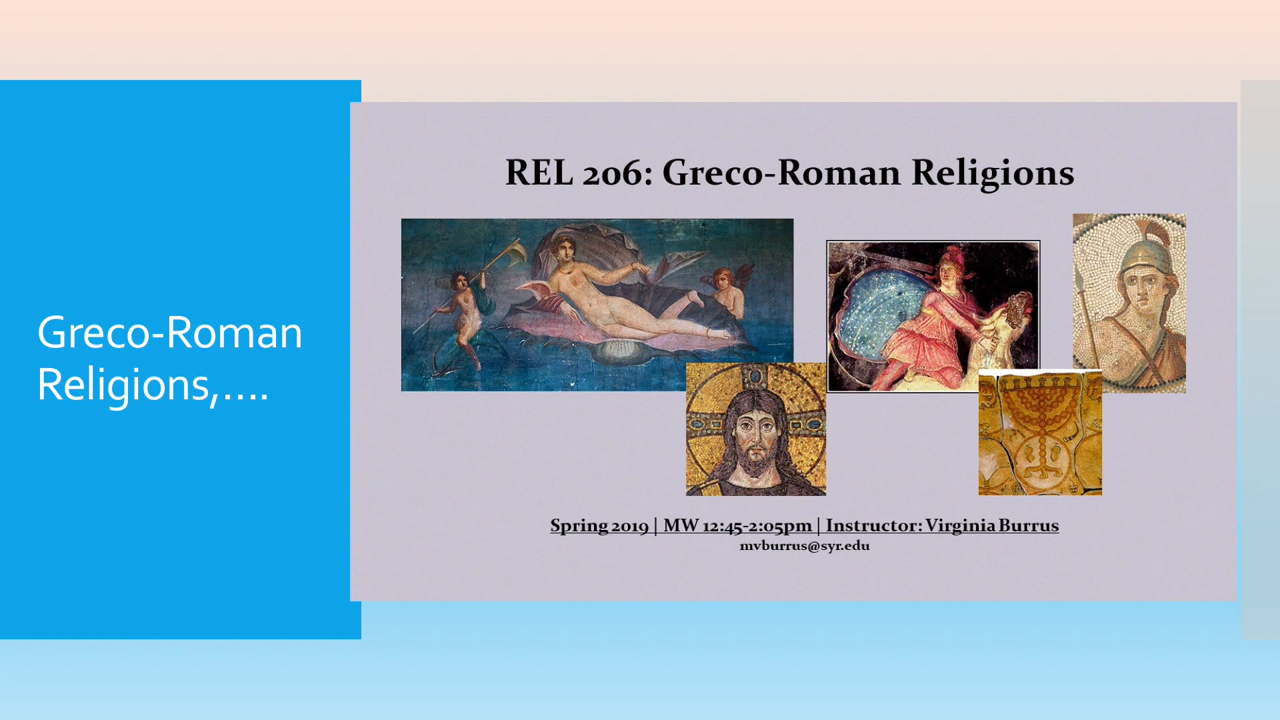 Greco-Roman
Religions,....
REL 206: Greco-Roman Religions
Spring 2019 | MW 12:45-2:05pm | Instructor: Virginia Burrus
mvburrus@syr.edu